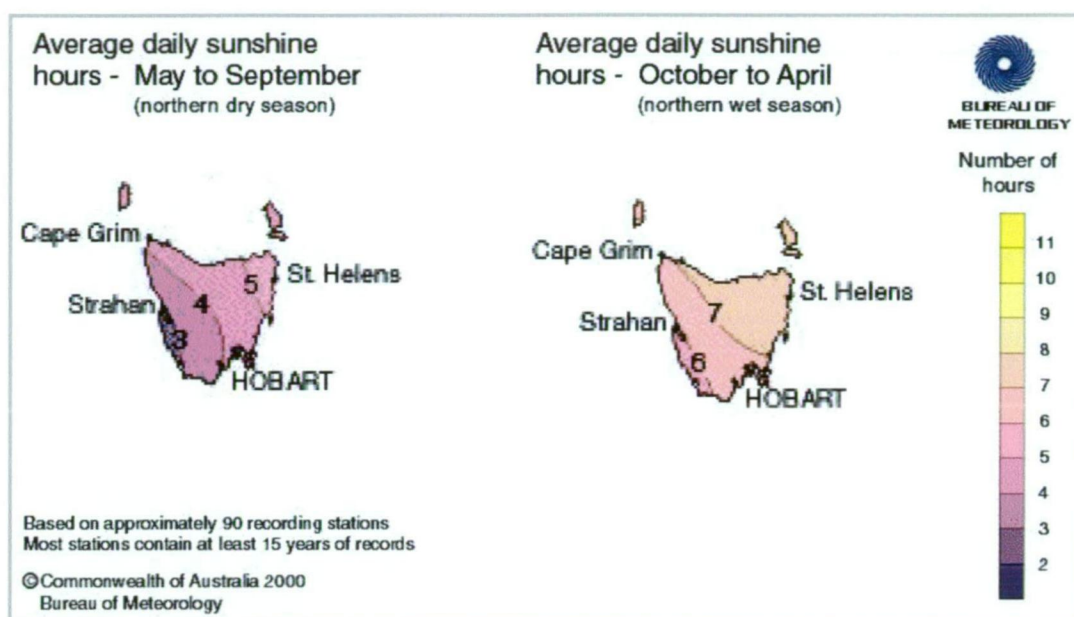 Average daily sunshine
hours - May to September
(northern dry season)
Cape Grim
St. Helens
Strahan
5
4
3
HOBART
Average daily sunshine
hours - October to April
(northern wet season)
Cape Grim
St. Helens
Strahan
7
6
HOBART
BUREAU OF
METEOROLOGY
Number of
hours
11
10
9
8
7
6
5
4
3
2
Based on approximately 90 recording stations
Most stations contain at least 15 years of records
©Commonwealth of Australia 2000
Bureau of Meteorology